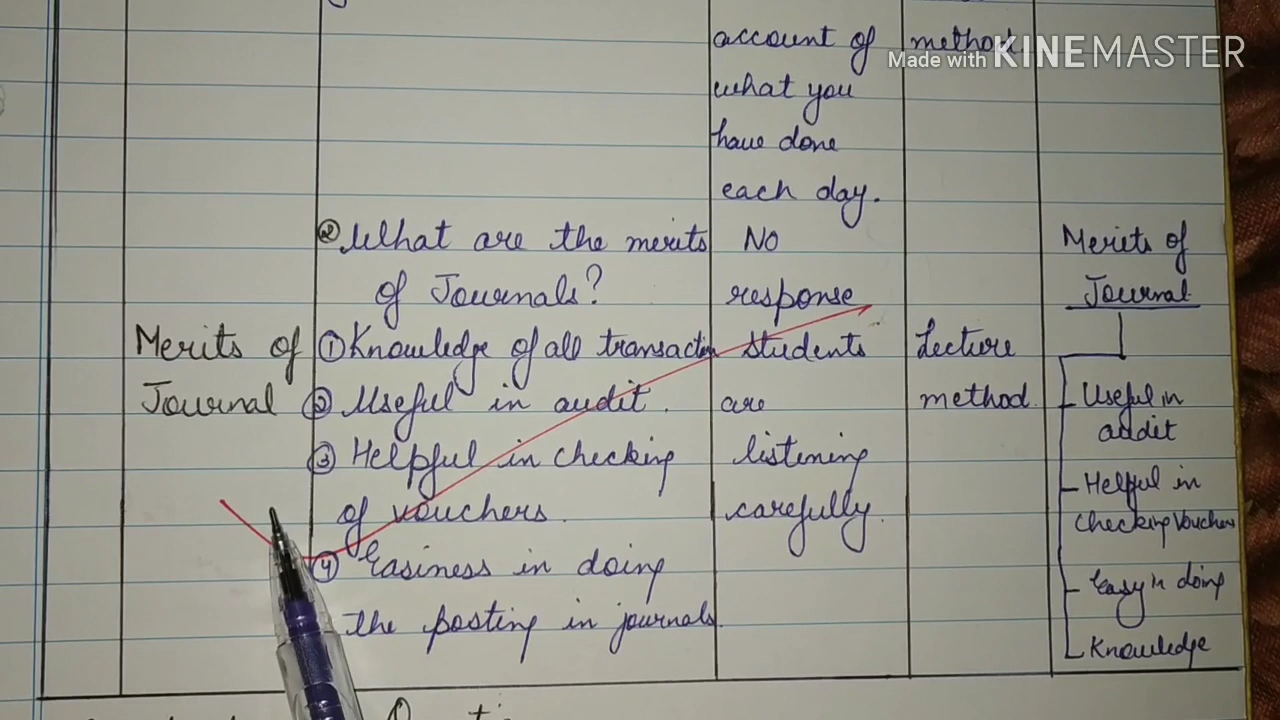 account of
what you
have done
each day.
method
Made with KINEMASTER
② What are the merits
of Journals?
No
response
Merits of
Journal
① Knowledge of all transaction
② Useful in audit.
③ Helpful in checking
of vouchers.
④ Easiness in doing
the posting in journals.
students
are
listening
carefully.
Lecture
method.
Merits of
Journal
Useful in
addit
Helpful in
checking Vouchers
Easy in doing
Knowledge